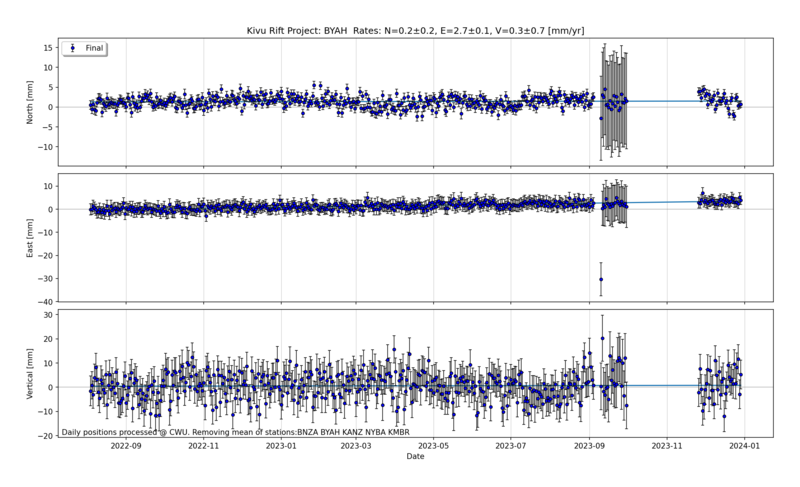 Kivu Rift Project: BYAH Rates: N=0.2±0.2, E=2.7±0.1, V=0.3±0.7 [mm/yr]
Final
North [mm]
15
10
5
0
−5
−10
East [mm]
10
0
−10
−20
−30
−40
Vertical [mm]
30
20
10
0
−10
−20
Daily positions processed @ CWU. Removing mean of stations:BNZA BYAH KANZ NYBA KMBR
2022-09 2022-11 2023-01 2023-03 2023-05 2023-07 2023-09 2023-11 2024-01
Date